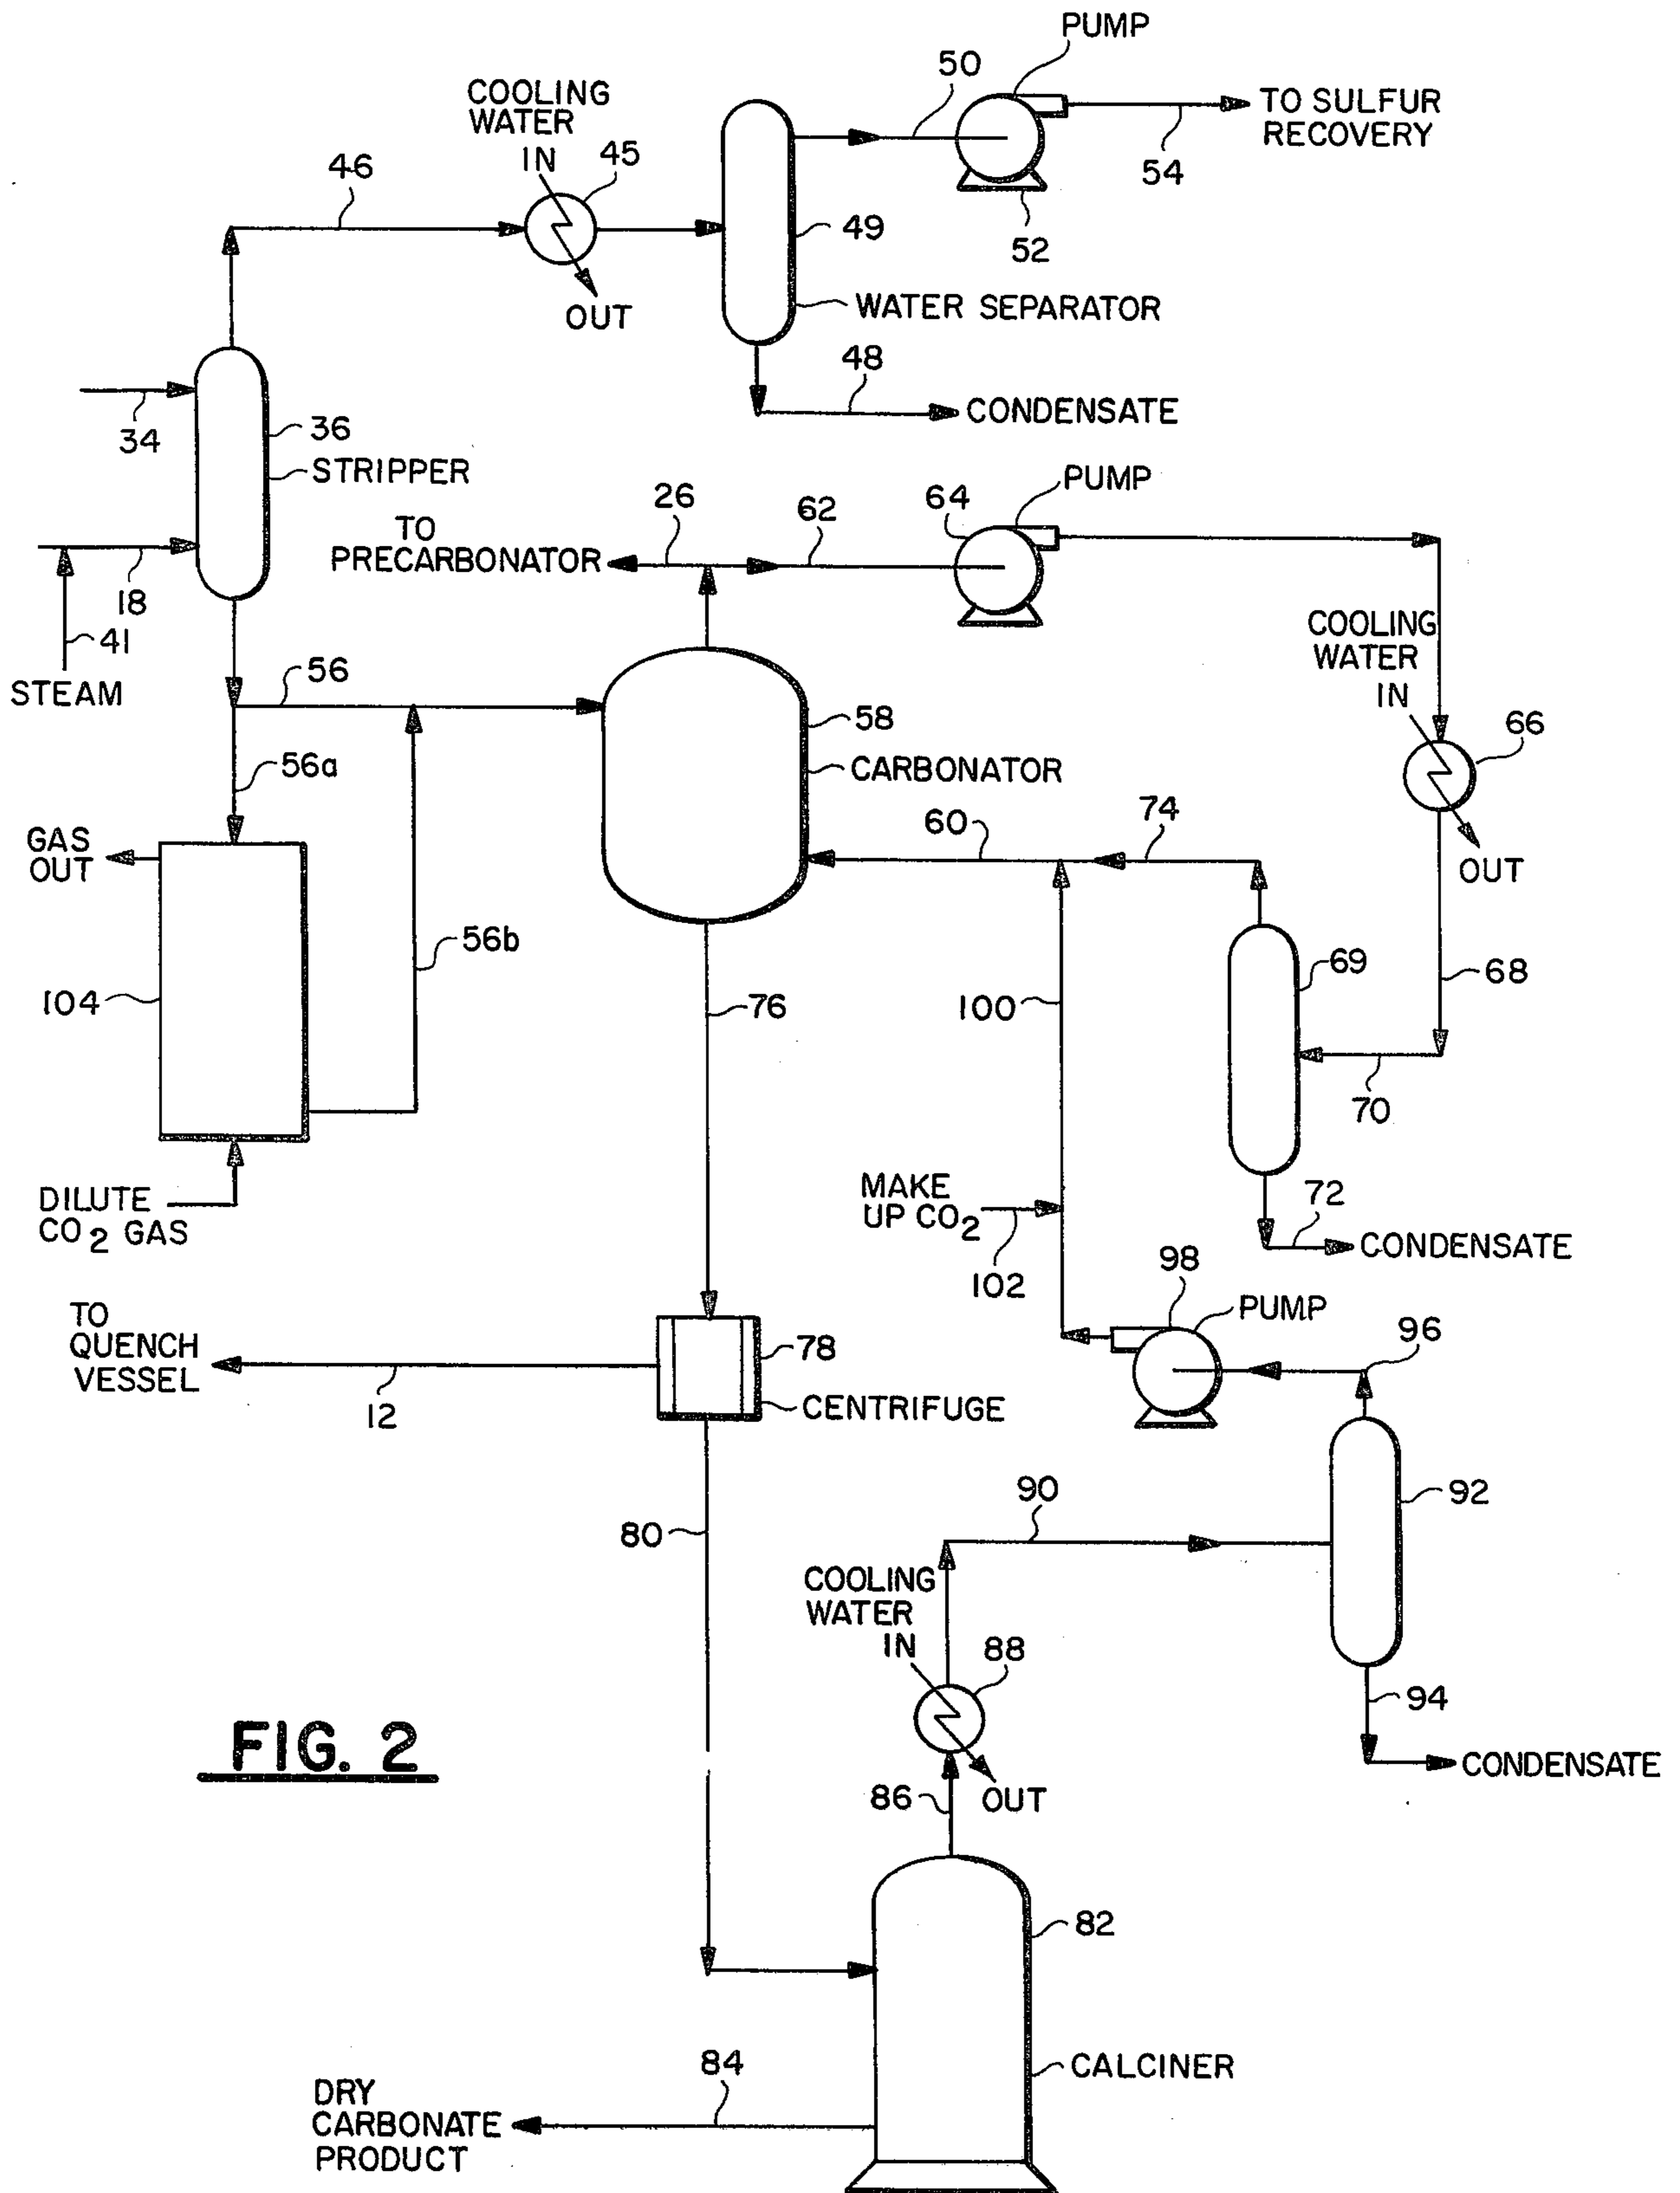 PUMP
50
COOLING
WATER
IN
45
TO SULFUR
RECOVERY
54
46
49
52
OUT
WATER SEPARATOR
48
CONDENSATE
34
36
STRIPPER
PUMP
26
62
64
TO
PRECARBONATOR
18
41
STEAM
COOLING
WATER
IN
66
56
58
CARBONATOR
56a
60
74
OUT
GAS
OUT
56b
69
68
104
76
100
70
DILUTE
CO2 GAS
MAKE
UP CO2
72
CONDENSATE
102
98
PUMP
TO
QUENCH
VESSEL
78
96
12
CENTRIFUGE
90
92
80
COOLING
WATER
IN
88
94
FIG. 2
CONDENSATE
86
OUT
82
84
CALCINER
DRY
CARBONATE
PRODUCT